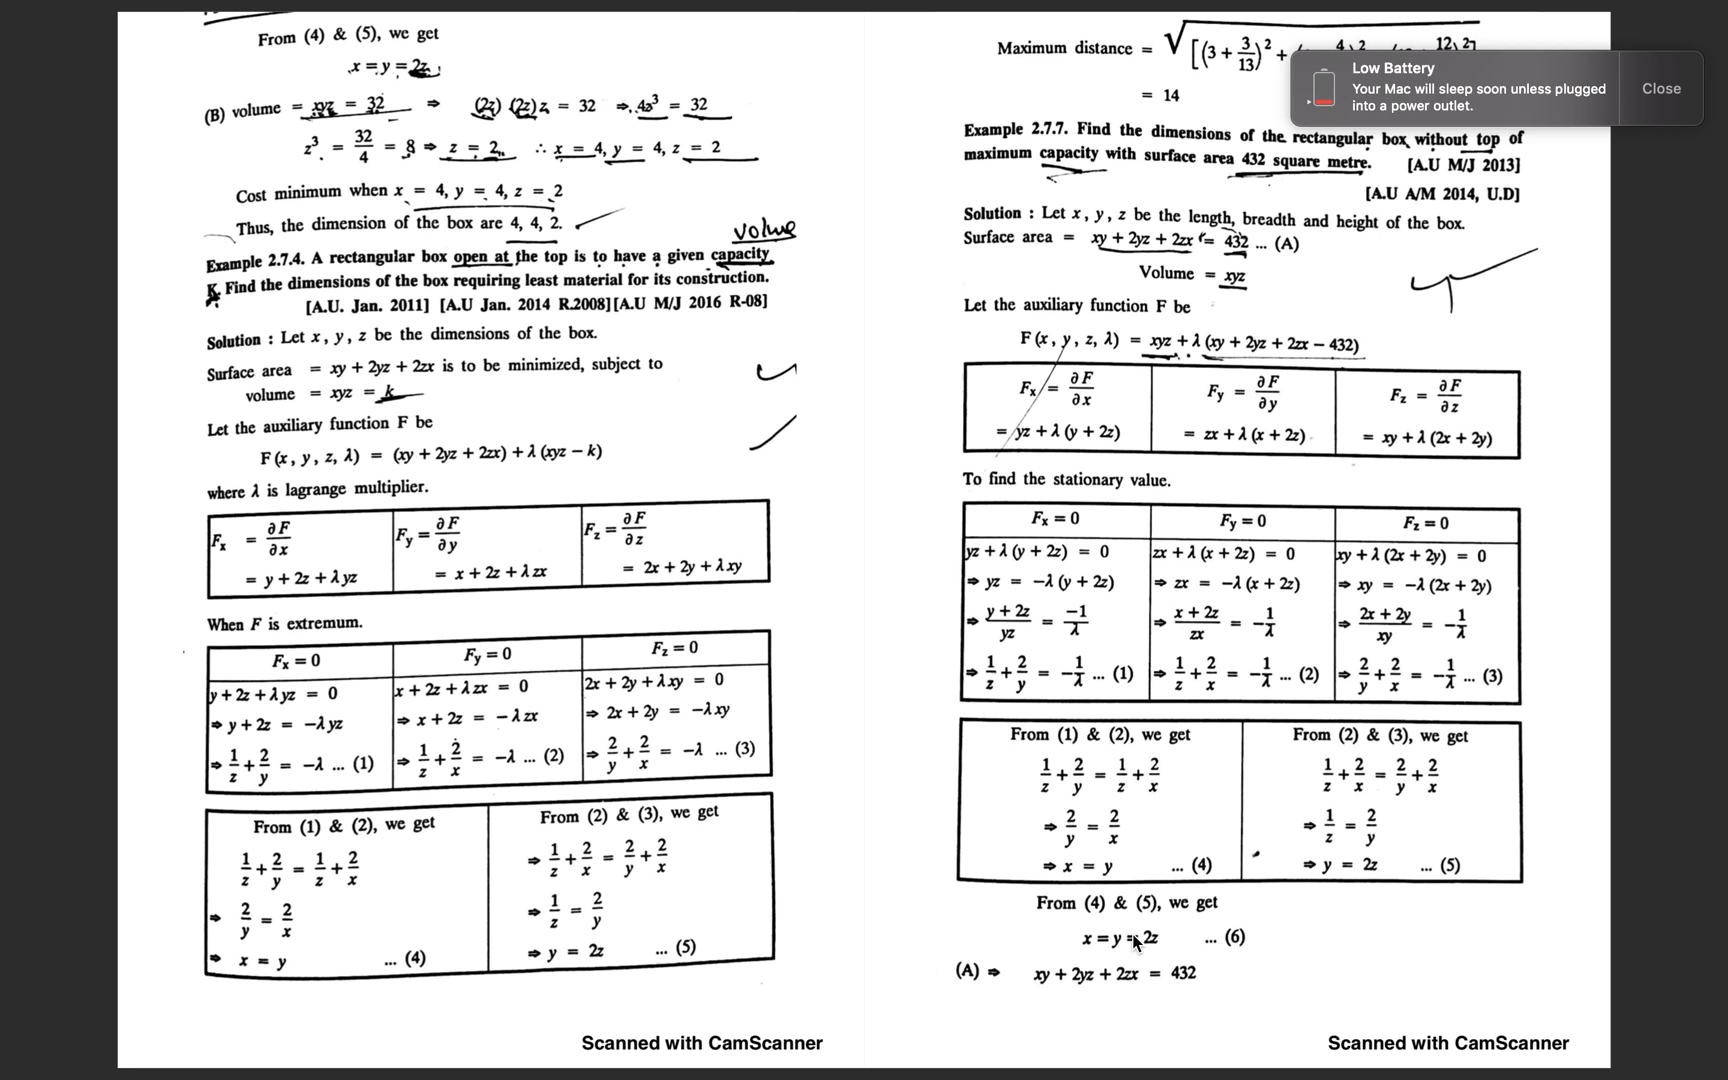 From (4) & (5), we get
x = y = 2z
(B) volume = xyz = 32 ⇒ (2z) (2z) z = 32 ⇒ 4z³ = 32
z³ = 32/4 = 8 ⇒ z = 2, ∴ x = 4, y = 4, z = 2
Cost minimum when x = 4, y = 4, z = 2
Thus, the dimension of the box are 4, 4, 2.
volume
Example 2.7.4. A rectangular box open at the top is to have a given capacity
K. Find the dimensions of the box requiring least material for its construction.
[A.U. Jan. 2011] [A.U Jan. 2014 R.2008] [A.U M/J 2016 R-08]
Solution : Let x, y, z be the dimensions of the box.
Surface area = xy + 2yz + 2zx is to be minimized, subject to
volume = xyz = k
Let the auxiliary function F be
F (x, y, z, λ) = (xy + 2yz + 2zx) + λ (xyz − k)
where λ is lagrange multiplier.
Fx = ∂F/∂x
= y + 2z + λ yz
Fy = ∂F/∂y
= x + 2z + λ zx
Fz = ∂F/∂z
= 2x + 2y + λ xy
When F is extremum.
Fx = 0
y + 2z + λ yz = 0
⇒ y + 2z = −λ yz
⇒ 1/z + 2/y = −λ ... (1)
Fy = 0
x + 2z + λ zx = 0
⇒ x + 2z = − λ zx
⇒ 1/z + 2/x = −λ ... (2)
Fz = 0
2x + 2y + λ xy = 0
⇒ 2x + 2y = −λ xy
⇒ 2/y + 2/x = −λ ... (3)
From (1) & (2), we get
1/z + 2/y = 1/z + 2/x
⇒ 2/y = 2/x
⇒ x = y ... (4)
From (2) & (3), we get
⇒ 1/z + 2/x = 2/y + 2/x
⇒ 1/z = 2/y
⇒ y = 2z ... (5)
Scanned with CamScanner
Maximum distance = √[(3 + 3/13)² +
= 14
Low Battery
Your Mac will sleep soon unless plugged
into a power outlet.
Close
Example 2.7.7. Find the dimensions of the rectangular box without top of
maximum capacity with surface area 432 square metre. [A.U M/J 2013]
[A.U A/M 2014, U.D]
Solution : Let x, y, z be the length, breadth and height of the box.
Surface area = xy + 2yz + 2zx = 432 ... (A)
Volume = xyz
Let the auxiliary function F be
F (x, y, z, λ) = xyz + λ (xy + 2yz + 2zx − 432)
Fx = ∂F/∂x
= yz + λ (y + 2z)
Fy = ∂F/∂y
= zx + λ (x + 2z)
Fz = ∂F/∂z
= xy + λ (2x + 2y)
To find the stationary value.
Fx = 0
yz + λ (y + 2z) = 0
⇒ yz = −λ (y + 2z)
⇒ y + 2z/yz = −1/λ
⇒ 1/z + 2/y = −1/λ ... (1)
Fy = 0
zx + λ (x + 2z) = 0
⇒ zx = −λ (x + 2z)
⇒ x + 2z/zx = −1/λ
⇒ 1/z + 2/x = −1/λ ... (2)
Fz = 0
xy + λ (2x + 2y) = 0
⇒ xy = −λ (2x + 2y)
⇒ 2x + 2y/xy = −1/λ
⇒ 2/y + 2/x = −1/λ ... (3)
From (1) & (2), we get
1/z + 2/y = 1/z + 2/x
⇒ 2/y = 2/x
⇒ x = y ... (4)
From (2) & (3), we get
1/z + 2/x = 2/y + 2/x
⇒ 1/z = 2/y
⇒ y = 2z ... (5)
From (4) & (5), we get
x = y = 2z ... (6)
(A) ⇒ xy + 2yz + 2zx = 432
Scanned with CamScanner